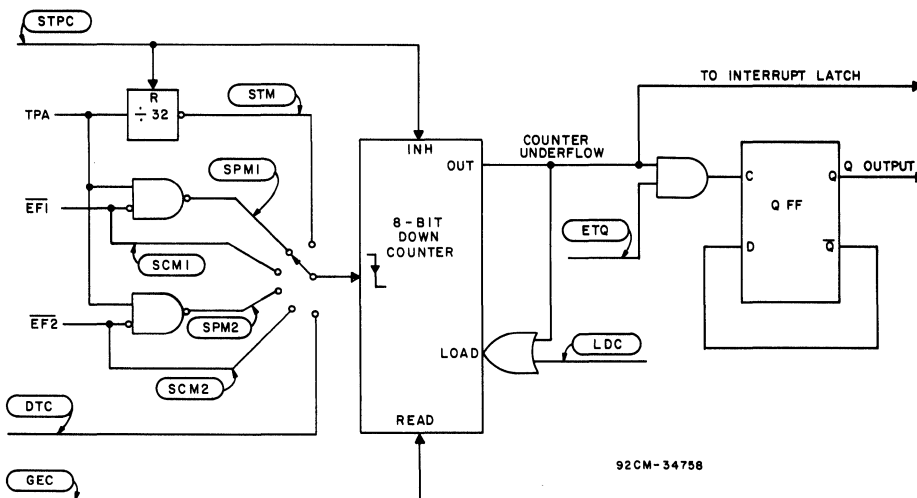 STPC
TO INTERRUPT LATCH
R
÷ 32
STM
TPA
COUNTER
UNDERFLOW
INH
OUT
SPM1
C
Q
Q OUTPUT
EF1
8-BIT
DOWN
COUNTER
Q FF
ETQ
D
Q
SCM1
EF2
SPM2
LOAD
LDC
SCM2
READ
DTC
GEC
92CM-34758